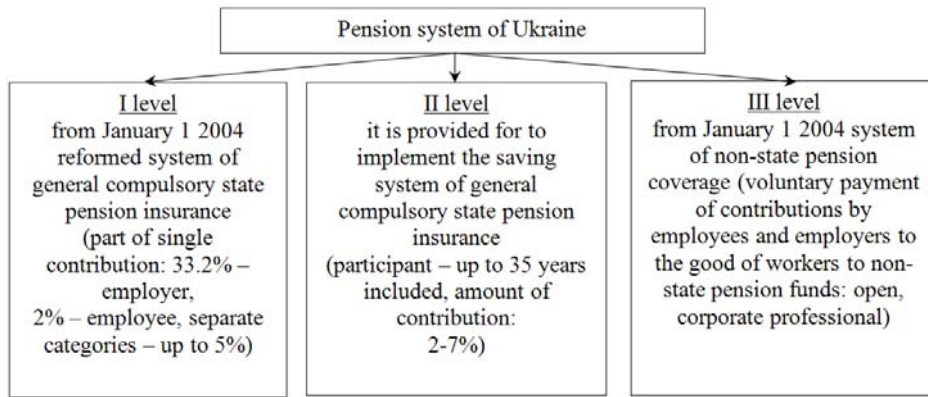 Pension system of Ukraine
I level
from January 1 2004
reformed system of
general compulsory state
pension insurance
(part of single
contribution: 33.2% –
employer,
2% – employee, separate
categories – up to 5%)
II level
it is provided for to
implement the saving
system of general
compulsory state pension
insurance
(participant – up to 35 years
included, amount of
contribution:
2-7%)
III level
from January 1 2004 system
of non-state pension
coverage (voluntary payment
of contributions by
employees and employers to
the good of workers to non-
state pension funds: open,
corporate professional)